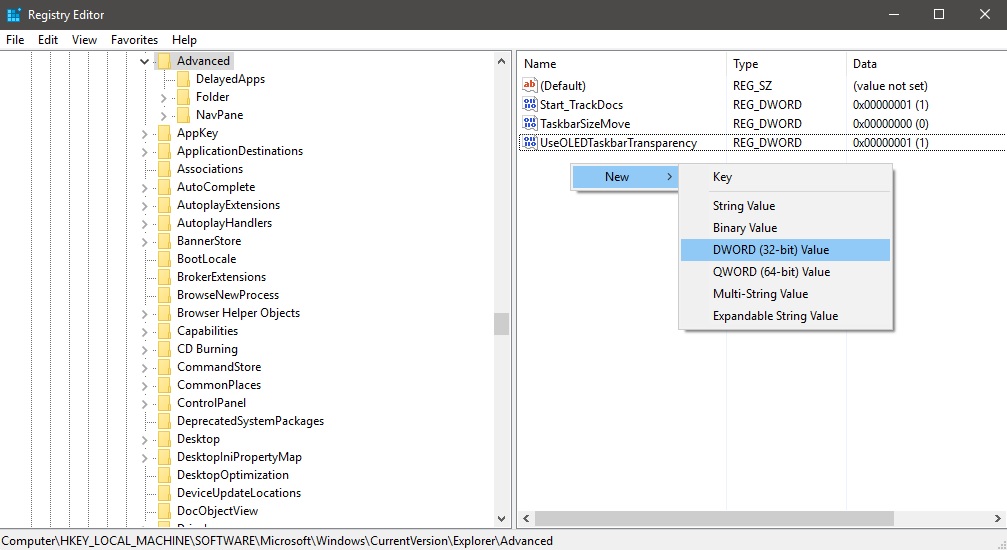 Registry Editor
File Edit View Favorites Help
Advanced
DelayedApps
Folder
NavPane
AppKey
ApplicationDestinations
Associations
AutoComplete
AutoplayExtensions
AutoplayHandlers
BannerStore
BootLocale
BrokerExtensions
BrowseNewProcess
Browser Helper Objects
Capabilities
CD Burning
CommandStore
CommonPlaces
ControlPanel
DeprecatedSystemPackages
Desktop
DesktopIniPropertyMap
DesktopOptimization
DeviceUpdateLocations
DocObjectView
Name Type Data
ab (Default) REG_SZ (value not set)
Start_TrackDocs REG_DWORD 0x00000001 (1)
TaskbarSizeMove REG_DWORD 0x00000000 (0)
UseOLEDTaskbarTransparency REG_DWORD 0x00000001 (1)
New
Key
String Value
Binary Value
DWORD (32-bit) Value
QWORD (64-bit) Value
Multi-String Value
Expandable String Value
Computer\HKEY_LOCAL_MACHINE\SOFTWARE\Microsoft\Windows\CurrentVersion\Explorer\Advanced